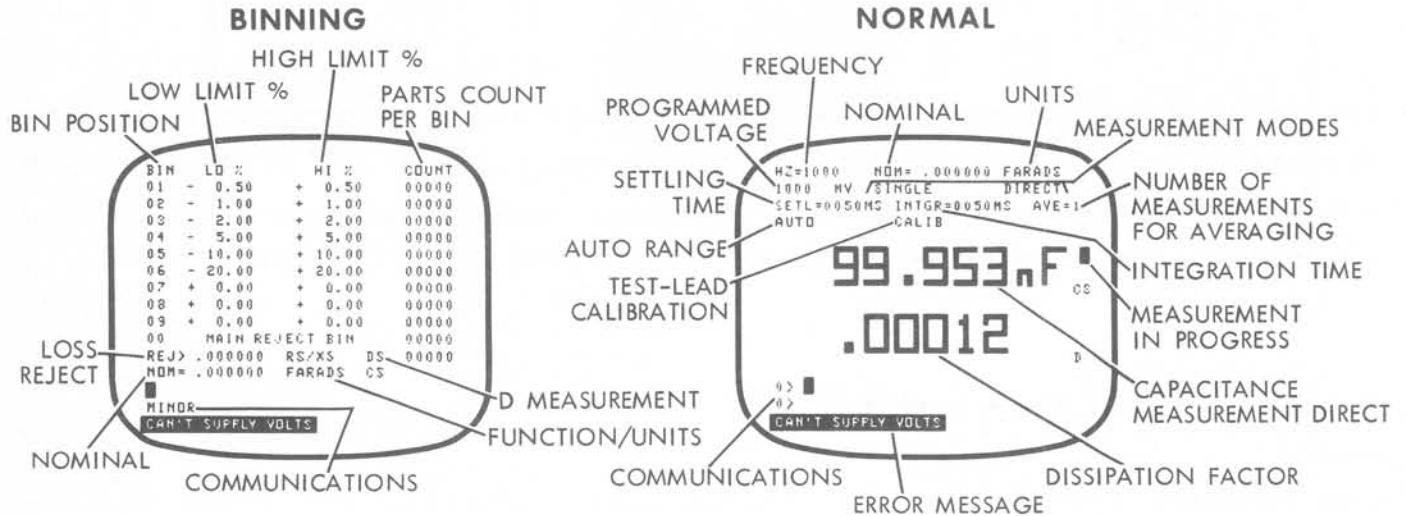 BINNING
HIGH LIMIT %
LOW LIMIT %
PARTS COUNT
PER BIN
BIN POSITION
BIN LO % HI % COUNT
01 - 0.50 + 0.50 00000
02 - 1.00 + 1.00 00000
03 - 2.00 + 2.00 00000
04 - 5.00 + 5.00 00000
05 - 10.00 + 10.00 00000
06 - 20.00 + 20.00 00000
07 + 0.00 + 0.00 00000
08 + 0.00 + 0.00 00000
09 + 0.00 + 0.00 00000
00 MAIN REJECT BIN 00000
REJ> .000000 RS/XS DS 00000
NOM= .000000 FARADS CS
MINOR
CAN'T SUPPLY VOLTS
LOSS
REJECT
D MEASUREMENT
FUNCTION/UNITS
NOMINAL
COMMUNICATIONS
NORMAL
FREQUENCY
PROGRAMMED
VOLTAGE
NOMINAL
UNITS
MEASUREMENT MODES
SETTLING
TIME
NUMBER OF
MEASUREMENTS
FOR AVERAGING
HZ=1000 NOM= .000000 FARADS
1000 MV SINGLE DIRECT
SETL=0050MS INTGR=0050MS AVE=1
AUTO CALIB
AUTO RANGE
TEST-LEAD
CALIBRATION
INTEGRATION TIME
99.953nF
CS
MEASUREMENT
IN PROGRESS
.00012
D
CAPACITANCE
MEASUREMENT DIRECT
0>
0>
CAN'T SUPPLY VOLTS
COMMUNICATIONS
DISSIPATION FACTOR
ERROR MESSAGE